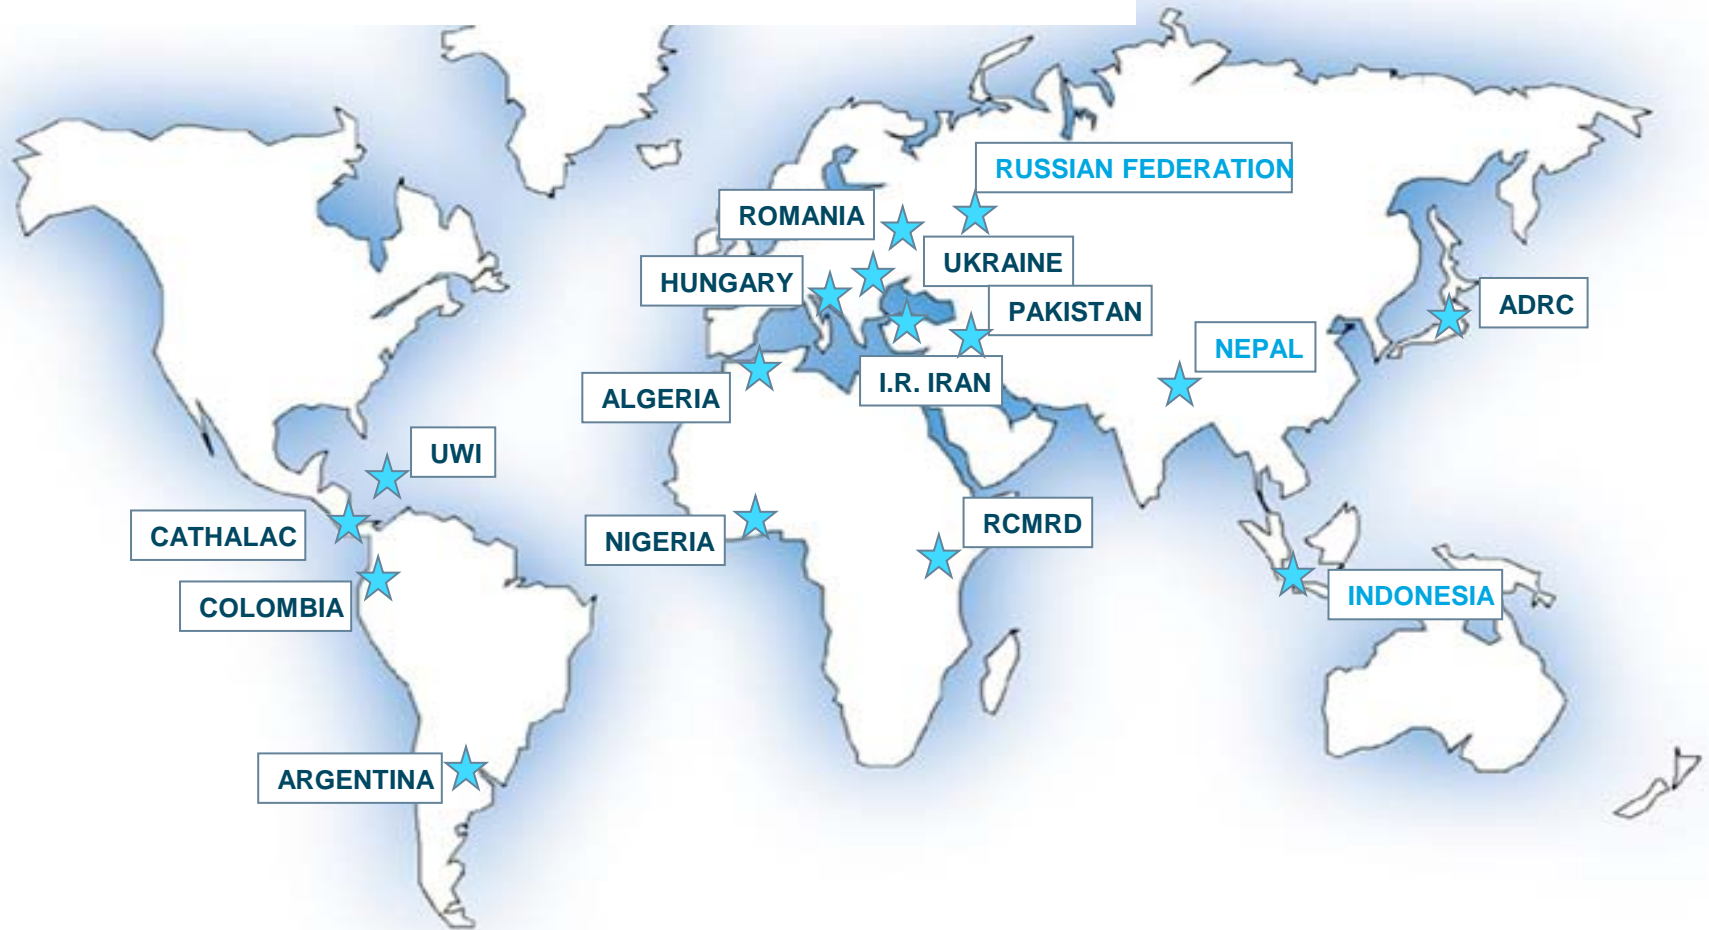 RUSSIAN FEDERATION
ROMANIA
UKRAINE
HUNGARY
PAKISTAN
ADRC
NEPAL
I.R. IRAN
ALGERIA
UWI
CATHALAC
NIGERIA
RCMRD
COLOMBIA
INDONESIA
ARGENTINA